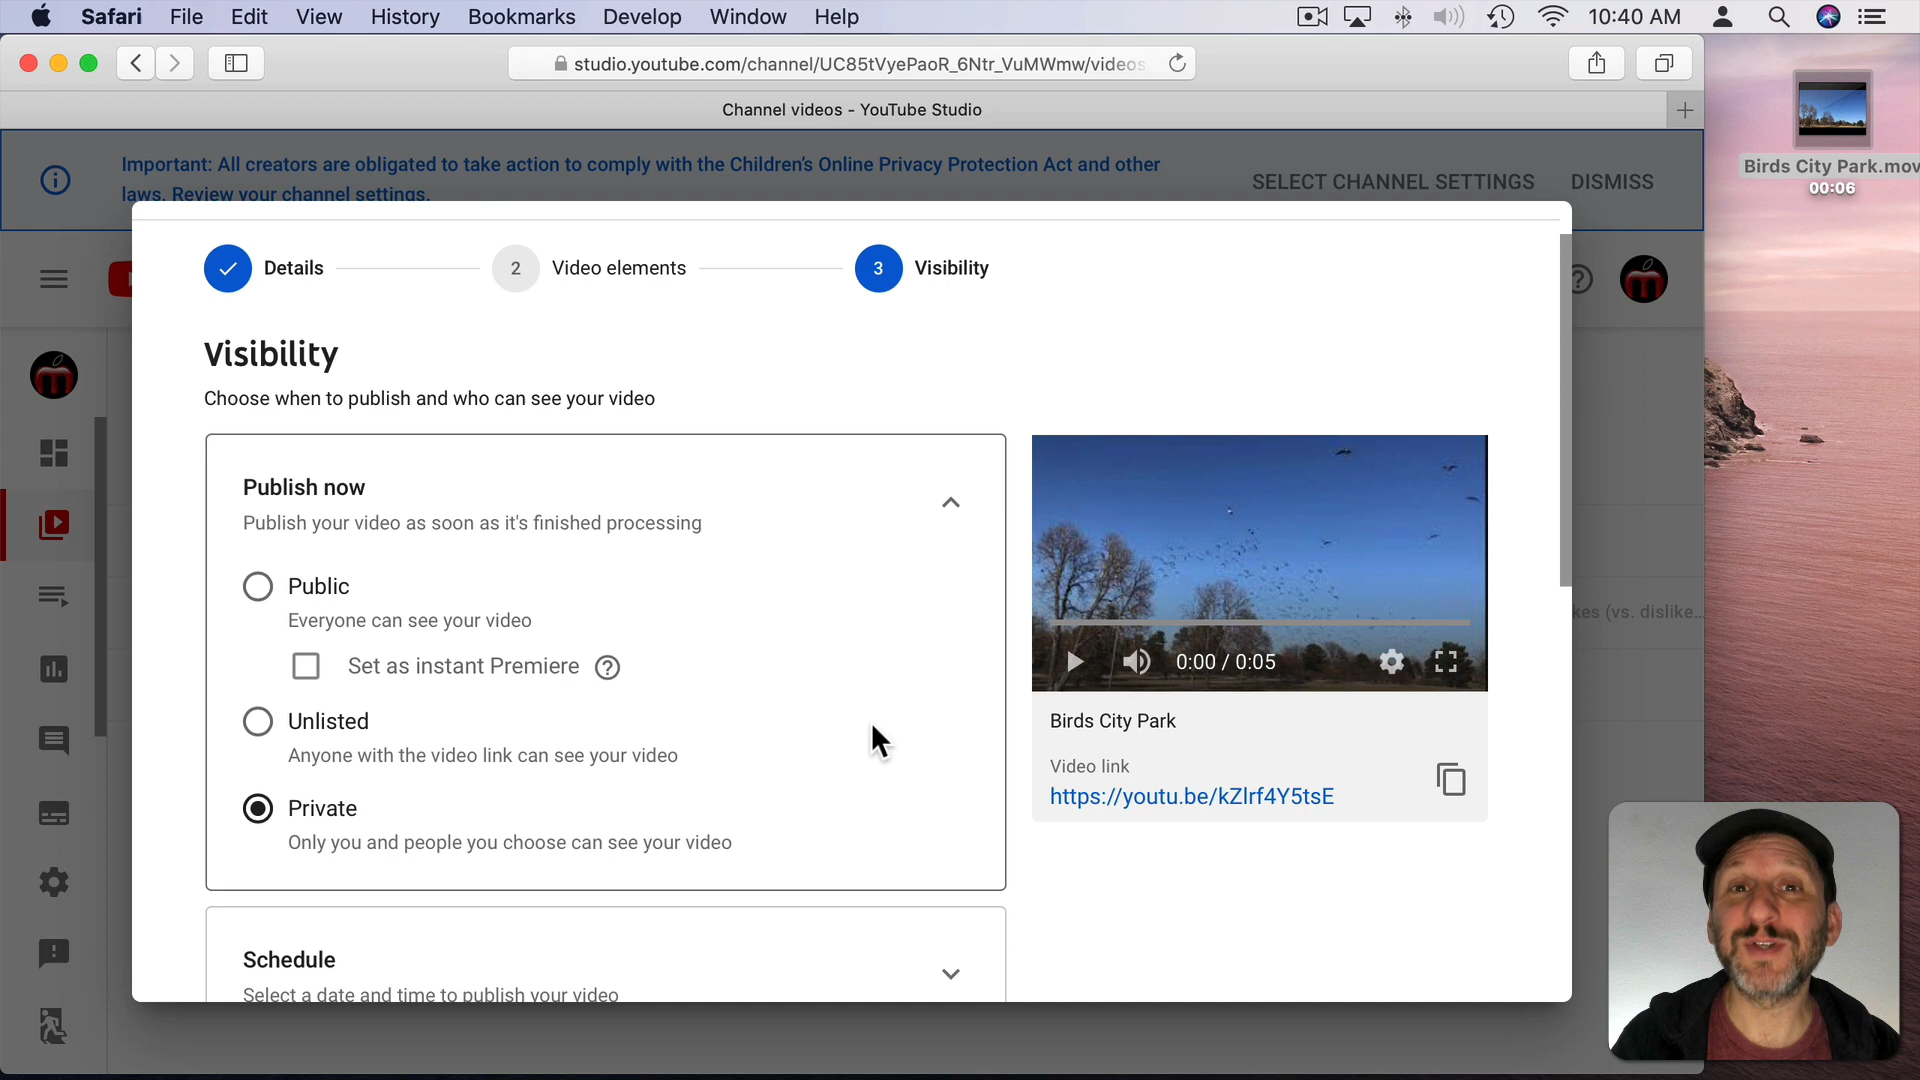 Safari File Edit View History Bookmarks Develop Window Help 10:40 AM
studio.youtube.com/channel/UC85tVyePaoR_6Ntr_VuMWmw/videos
Channel videos - YouTube Studio
Birds City Park.mov
00:06
Important: All creators are obligated to take action to comply with the Children's Online Privacy Protection Act and other
laws. Review your channel settings.
SELECT CHANNEL SETTINGS DISMISS
Details 2 Video elements 3 Visibility
Visibility
Choose when to publish and who can see your video
Publish now
Publish your video as soon as it's finished processing
Public
Everyone can see your video
Set as instant Premiere
Unlisted
Anyone with the video link can see your video
Private
Only you and people you choose can see your video
Schedule
Select a date and time to publish your video
0:00 / 0:05
Birds City Park
Video link
https://youtu.be/kZlrf4Y5tsE
kes (vs. dislike...